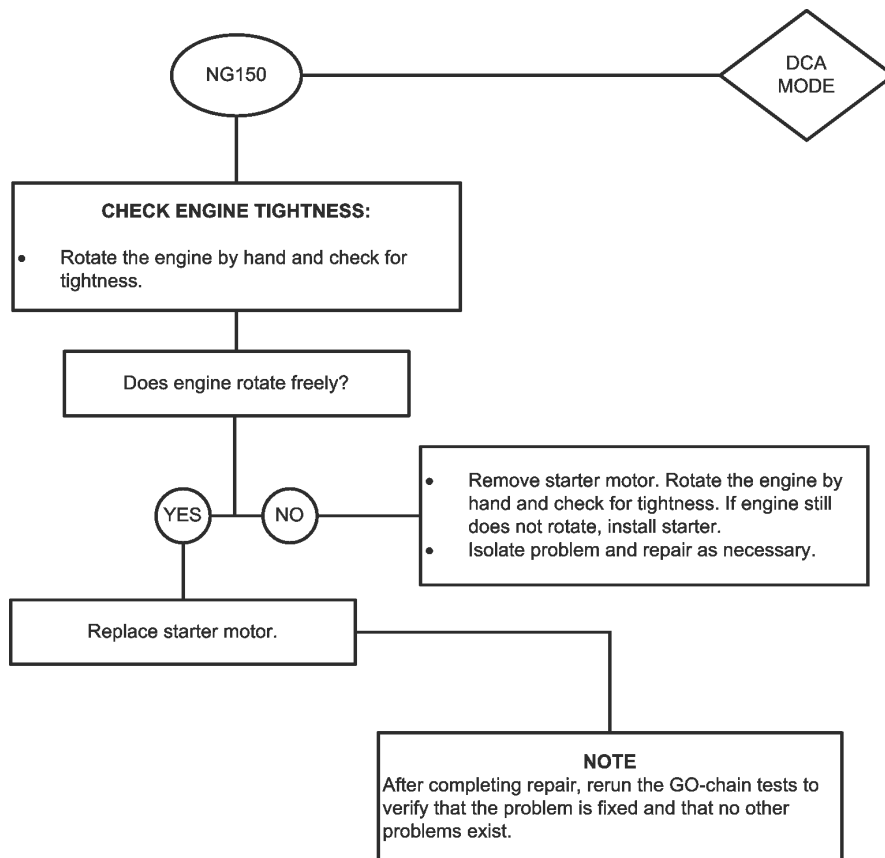 NG150
DCA
MODE
CHECK ENGINE TIGHTNESS:
• Rotate the engine by hand and check for
tightness.
Does engine rotate freely?
YES
NO
• Remove starter motor. Rotate the engine by
hand and check for tightness. If engine still
does not rotate, install starter.
• Isolate problem and repair as necessary.
Replace starter motor.
NOTE
After completing repair, rerun the GO-chain tests to
verify that the problem is fixed and that no other
problems exist.